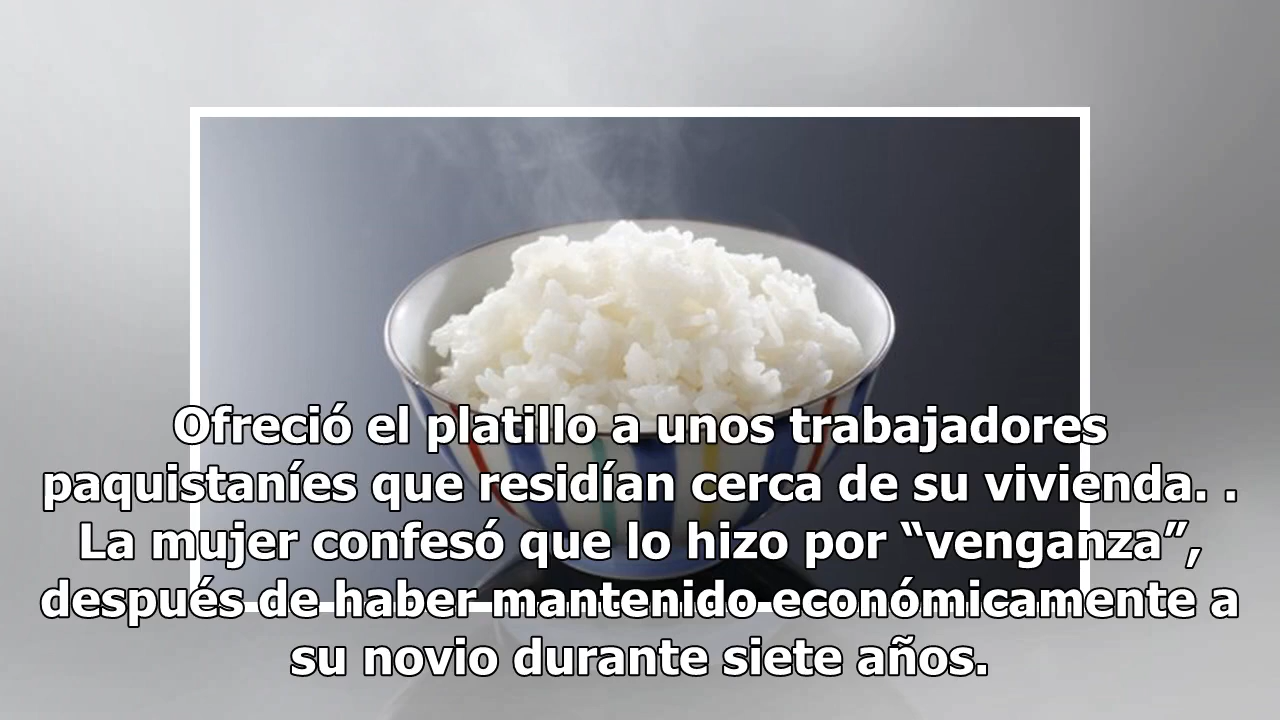 Ofreció el platillo a unos trabajadores
paquistaníes que residían cerca de su vivienda. .
La mujer confesó que lo hizo por “venganza”,
después de haber mantenido económicamente a
su novio durante siete años.